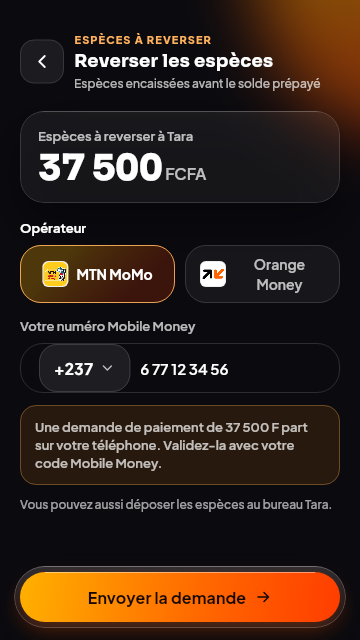 ESPÈCES À REVERSER
Reverser les espèces
Espèces encaissées avant le solde prépayé
Espèces à reverser à Tara
37 500 FCFA
Opérateur
MTN MoMo
Orange
Money
Votre numéro Mobile Money
+237 6 77 12 34 56
Une demande de paiement de 37 500 F part
sur votre téléphone. Validez-la avec votre
code Mobile Money.
Vous pouvez aussi déposer les espèces au bureau Tara.
Envoyer la demande →